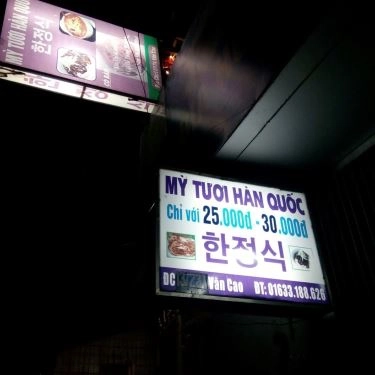 MỲ TƯƠI HÀN QUỐC
한정식
MỲ TƯƠI HÀN QUỐC
Chỉ với 25.000đ - 30.000đ
한정식
ĐC Văn Cao ĐT: 01633.188.626